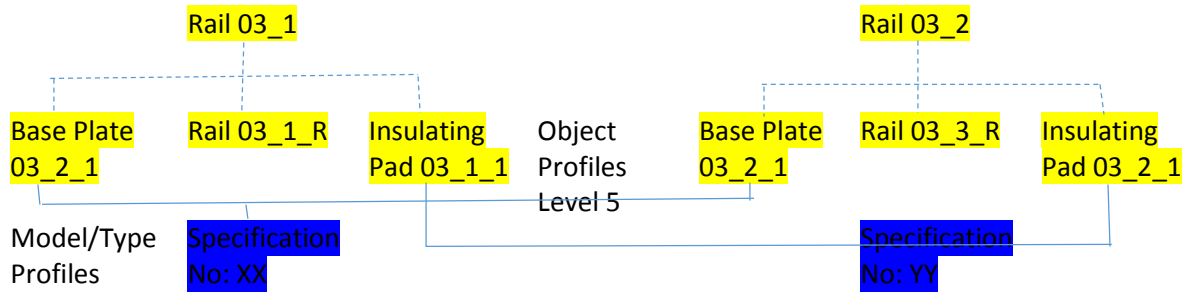 Rail 03_1 Rail 03_2
Base Plate Rail 03_1_R Insulating Object Base Plate Rail 03_3_R Insulating
03_2_1 Pad 03_1_1 Profiles 03_2_1 Pad 03_2_1
Level 5
Model/Type Specification Specification
Profiles No: XX No: YY